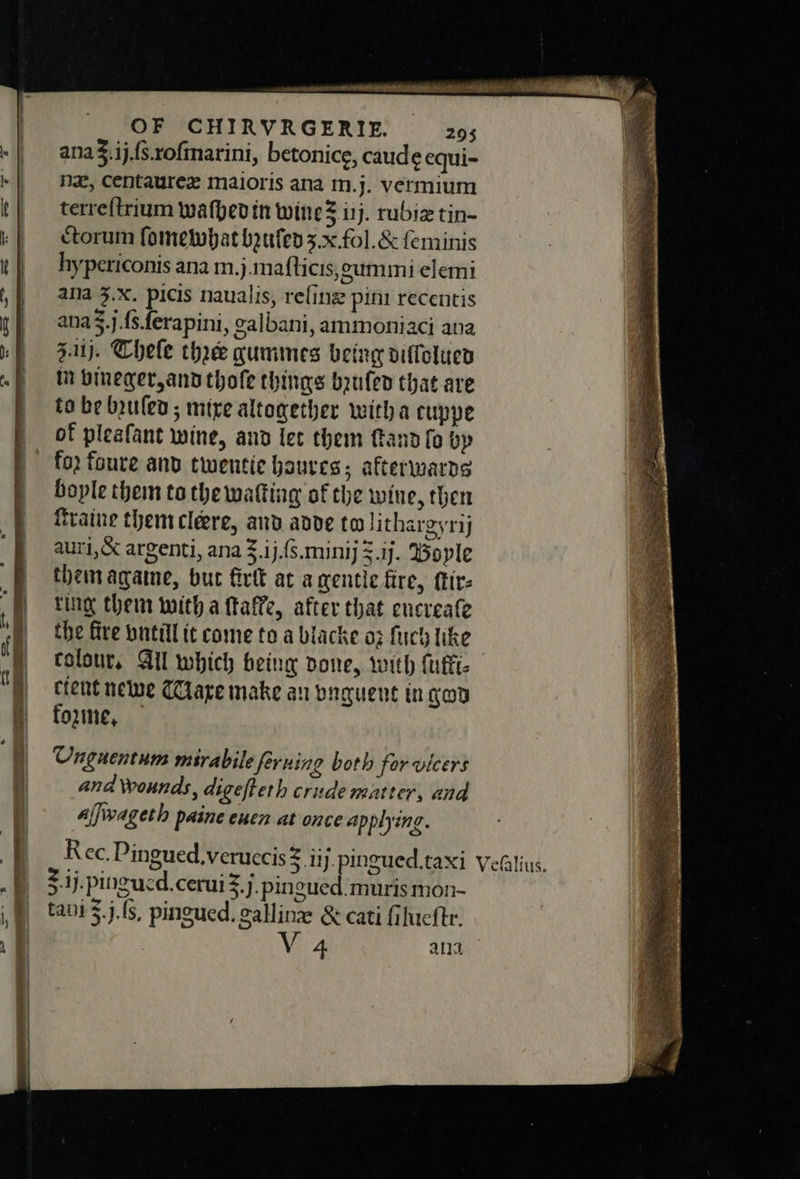 OF CHIRVRGERIE. 295
ana ℥.ij.ſs.roſmarini, betonicę, caudę equi-
næ, centaureæ maioris ana m.j. vermium
terreſtrium waſhed in wine ℥ iij. rubiæ tin-
ctorum ſomewhat bruſed ʒ.x.fol. & ſeminis
hypericonis ana m.j.maſticis, gummi elemi
ana ʒ.x. picis naualis, reſinæ pini recentis
ana ℥.j.ſs.ſerapini, galbani, ammoniaci ana
ʒ.iij. Theſe thrée gummes being diſſolued
in vineger, and thoſe things bruſed that are
to be bruſed; mixe altogether with a cuppe
of pleaſant wine, and let them ſtand ſo by
for foure and twentie houres; afterwards
boyle them to the waſting of the wine, then
ſtraine them cléere, and adde to lithargyrij
auri, & argenti, ana ℥.ij.ſs.minij ℥.ij. Boyle
them againe, but firſt at a gentle fire, ſtir-
ring them with a ſtaffe, after that encreaſe
the fire vntill it come to a blacke or ſuch like
colour. All which being done, with ſuffi-
cient newe Waxe make an vnguent in good
forme.
Unguentum mirabile ſeruing both for vlcers
and wounds, digeſteth crude matter, and
aſſwageth paine euen at once applying.
Rec. Pingued. veruecis ℥ iij. pingued. taxi Veſalius.
℥.ij. pingued. cerui ℥.j. pingued. muris mon-
tani ℥.j.ſs, pingued. gallinæ & cati ſilueſtr.
V 4 ana